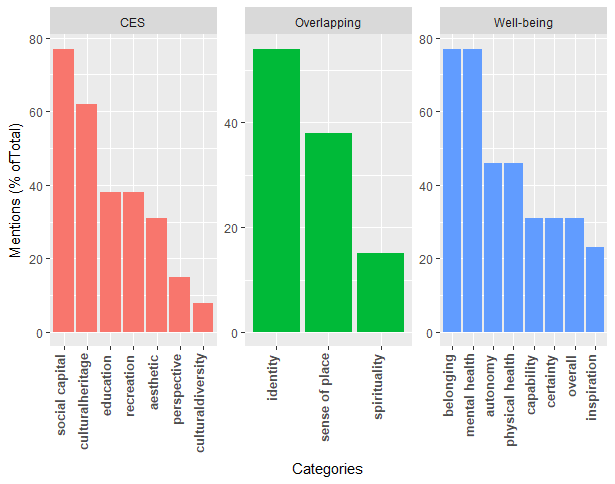 CES
Overlapping
Well-being
Mentions (% ofTotal)
80
60
40
20
0
40
20
0
80
60
40
20
0
social capital
culturalheritage
education
recreation
aesthetic
perspective
culturaldiversity
identity
sense of place
spirituality
belonging
mental health
autonomy
physical health
capability
certainty
overall
inspiration
Categories